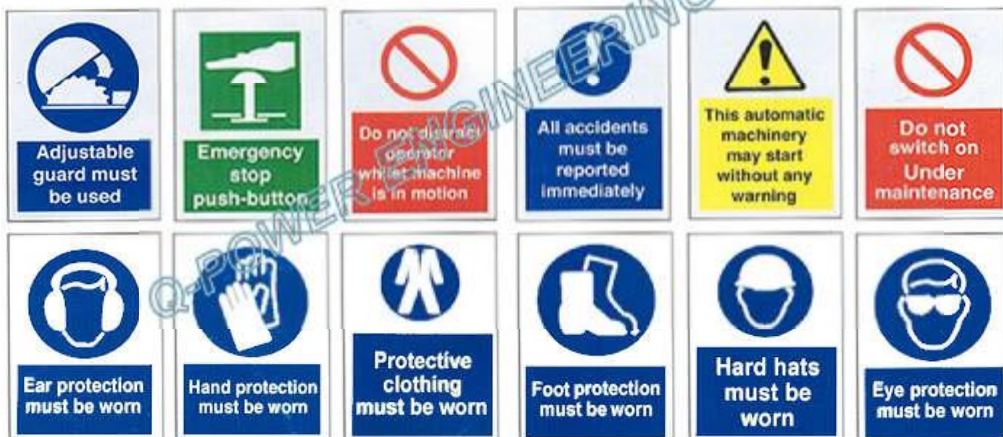 Adjustable
guard must
be used
Emergency
stop
push-button
Do not distract
operator
whilst machine
is in motion
All accidents
must be
reported
immediately
This automatic
machinery
may start
without any
warning
Do not
switch on
Under
maintenance
Q-POWER ENGINEERING
Ear protection
must be worn
Hand protection
must be worn
Protective
clothing
must be worn
Foot protection
must be worn
Hard hats
must be
worn
Eye protection
must be worn